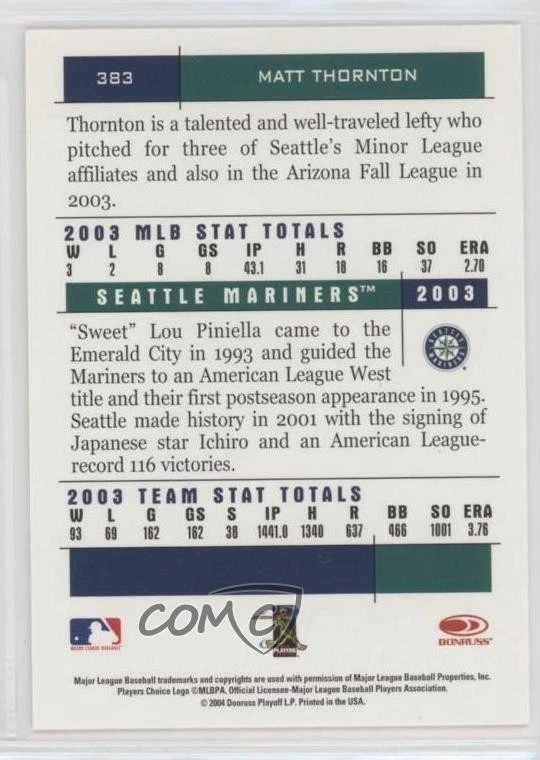 383 MATT THORNTON
Thornton is a talented and well-traveled lefty who
pitched for three of Seattle's Minor League
affiliates and also in the Arizona Fall League in
2003.
2003 MLB STAT TOTALS
W L G GS IP H R BB SO ERA
3 2 8 8 43.1 31 18 16 37 2.70
SEATTLE MARINERS™ 2003
"Sweet" Lou Piniella came to the
Emerald City in 1993 and guided the
Mariners to an American League West
title and their first postseason appearance in 1995.
Seattle made history in 2001 with the signing of
Japanese star Ichiro and an American League-
record 116 victories.
2003 TEAM STAT TOTALS
W L G GS S IP H R BB SO ERA
93 69 162 162 38 1441.0 1340 637 466 1001 3.76
COMC
MAJOR LEAGUE BASEBALL
PLAYERS
DONRUSS
Major League Baseball trademarks and copyrights are used with permission of Major League Baseball Properties, Inc.
Players Choice Logo ©MLBPA. Official Licensee-Major League Baseball Players Association.
© 2004 Donruss Playoff L.P. Printed in the USA.